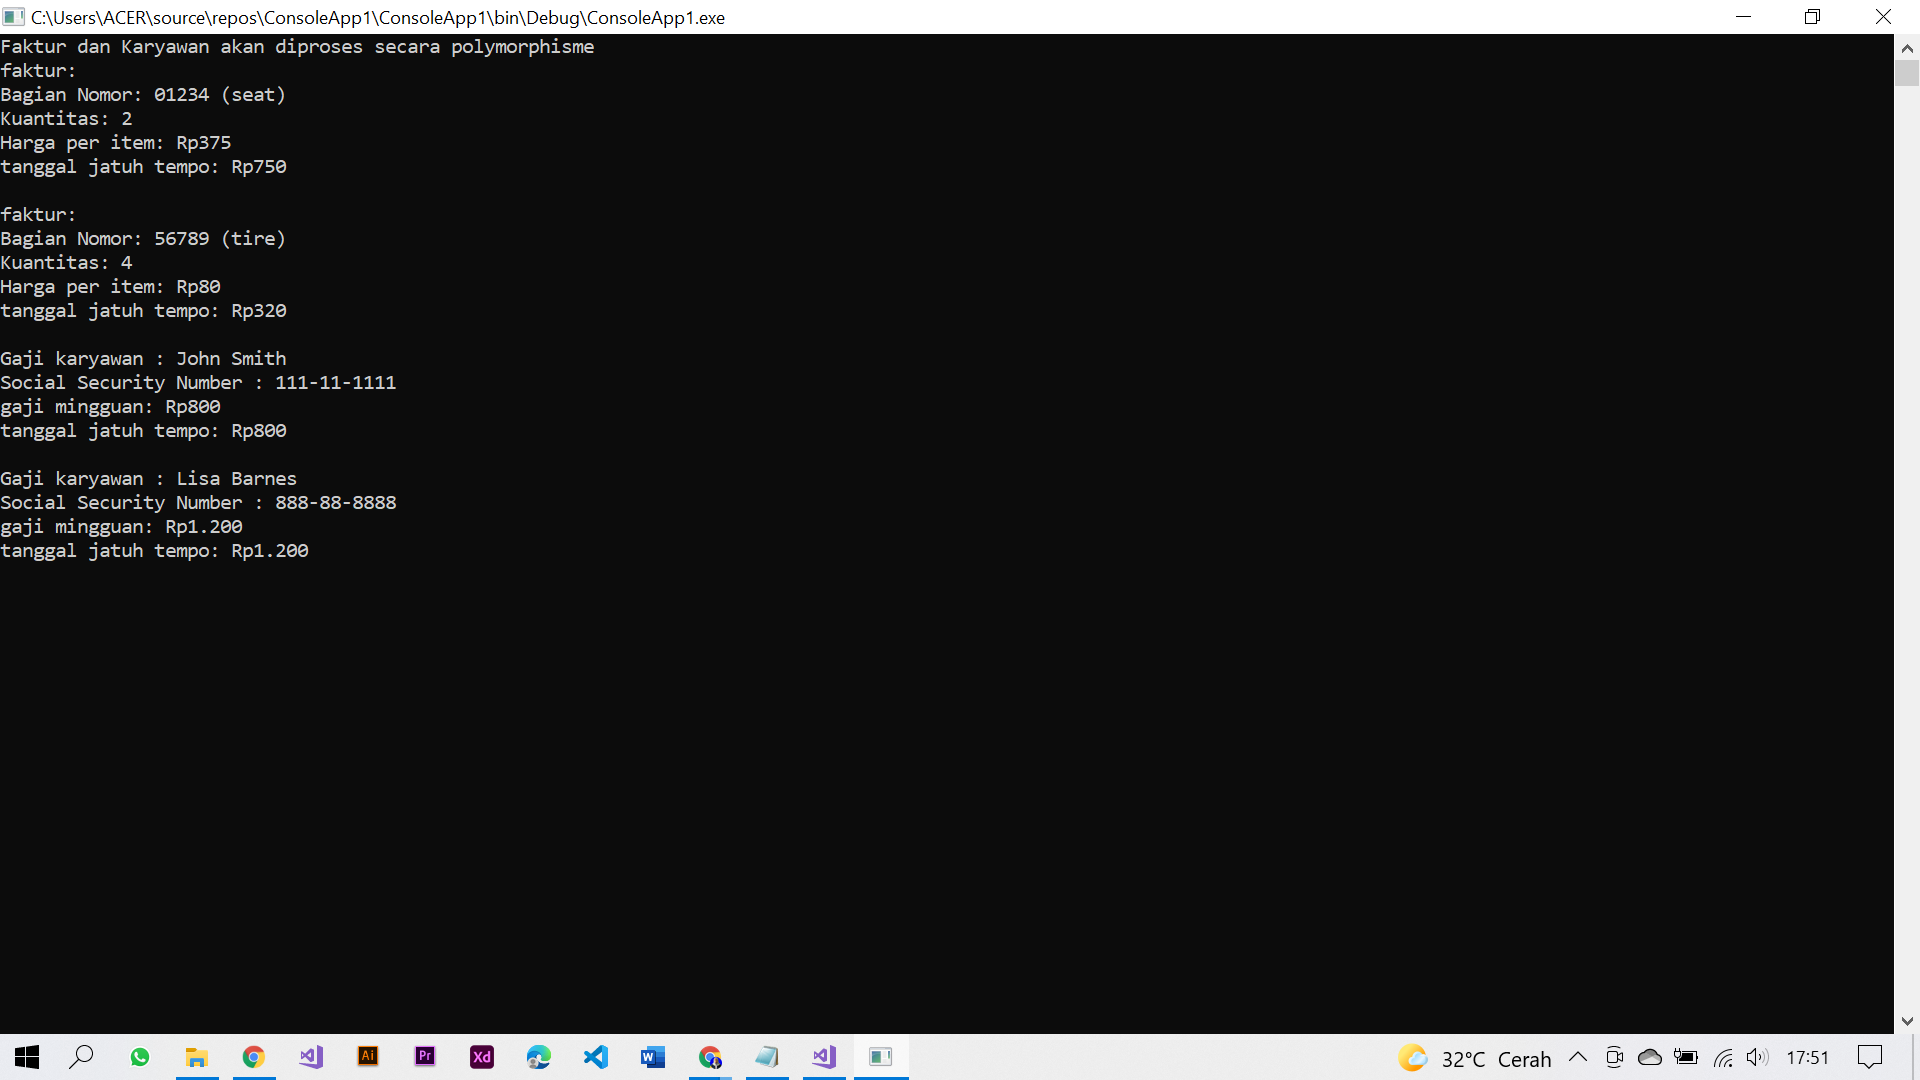 C:\Users\ACER\source\repos\ConsoleApp1\ConsoleApp1\bin\Debug\ConsoleApp1.exe
Faktur dan Karyawan akan diproses secara polymorphisme
faktur:
Bagian Nomor: 01234 (seat)
Kuantitas: 2
Harga per item: Rp375
tanggal jatuh tempo: Rp750
faktur:
Bagian Nomor: 56789 (tire)
Kuantitas: 4
Harga per item: Rp80
tanggal jatuh tempo: Rp320
Gaji karyawan : John Smith
Social Security Number : 111-11-1111
gaji mingguan: Rp800
tanggal jatuh tempo: Rp800
Gaji karyawan : Lisa Barnes
Social Security Number : 888-88-8888
gaji mingguan: Rp1.200
tanggal jatuh tempo: Rp1.200
Ai
Pr
Xd
W
32°C Cerah
17:51